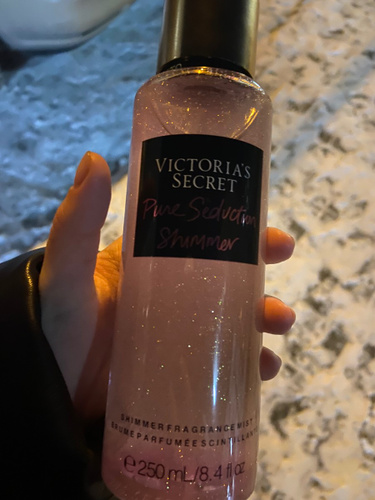 VICTORIA'S
SECRET
Pure Seduction
Shimmer
SHIMMER FRAGRANCE MIST
BRUME PARFUMÉE SCINTILLANTE
℮ 250 mL/8.4 fl oz